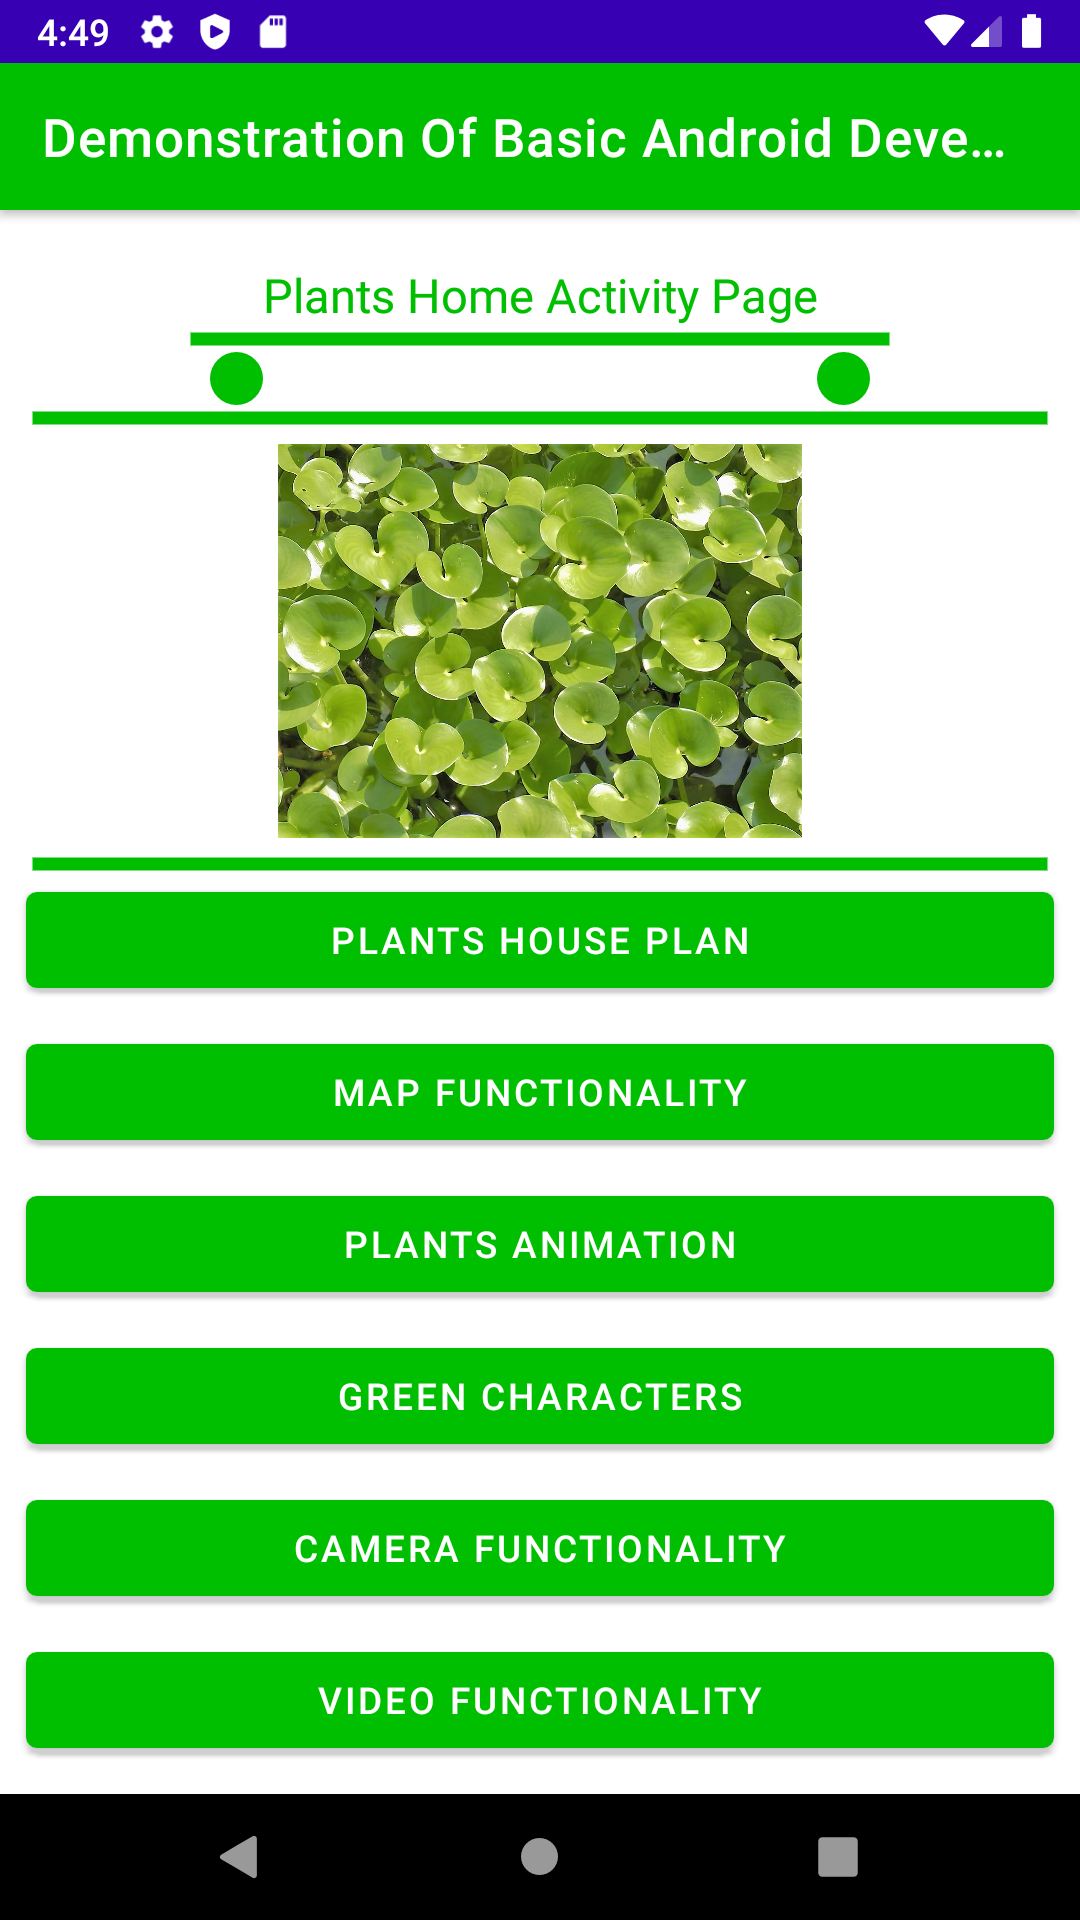 4:49
Demonstration Of Basic Android Deve...
Plants Home Activity Page
PLANTS HOUSE PLAN
MAP FUNCTIONALITY
PLANTS ANIMATION
GREEN CHARACTERS
CAMERA FUNCTIONALITY
VIDEO FUNCTIONALITY